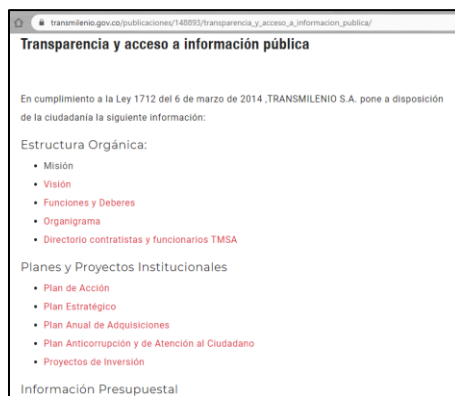 transmilenio.gov.co/publicaciones/148893/transparencia_y_acceso_a_informacion_publica/
Transparencia y acceso a información pública
En cumplimiento a la Ley 1712 del 6 de marzo de 2014 ,TRANSMILENIO S.A. pone a disposición
de la ciudadanía la siguiente información:
Estructura Orgánica:
• Misión
• Visión
• Funciones y Deberes
• Organigrama
• Directorio contratistas y funcionarios TMSA
Planes y Proyectos Institucionales
• Plan de Acción
• Plan Estratégico
• Plan Anual de Adquisiciones
• Plan Anticorrupción y de Atención al Ciudadano
• Proyectos de Inversión
Información Presupuestal